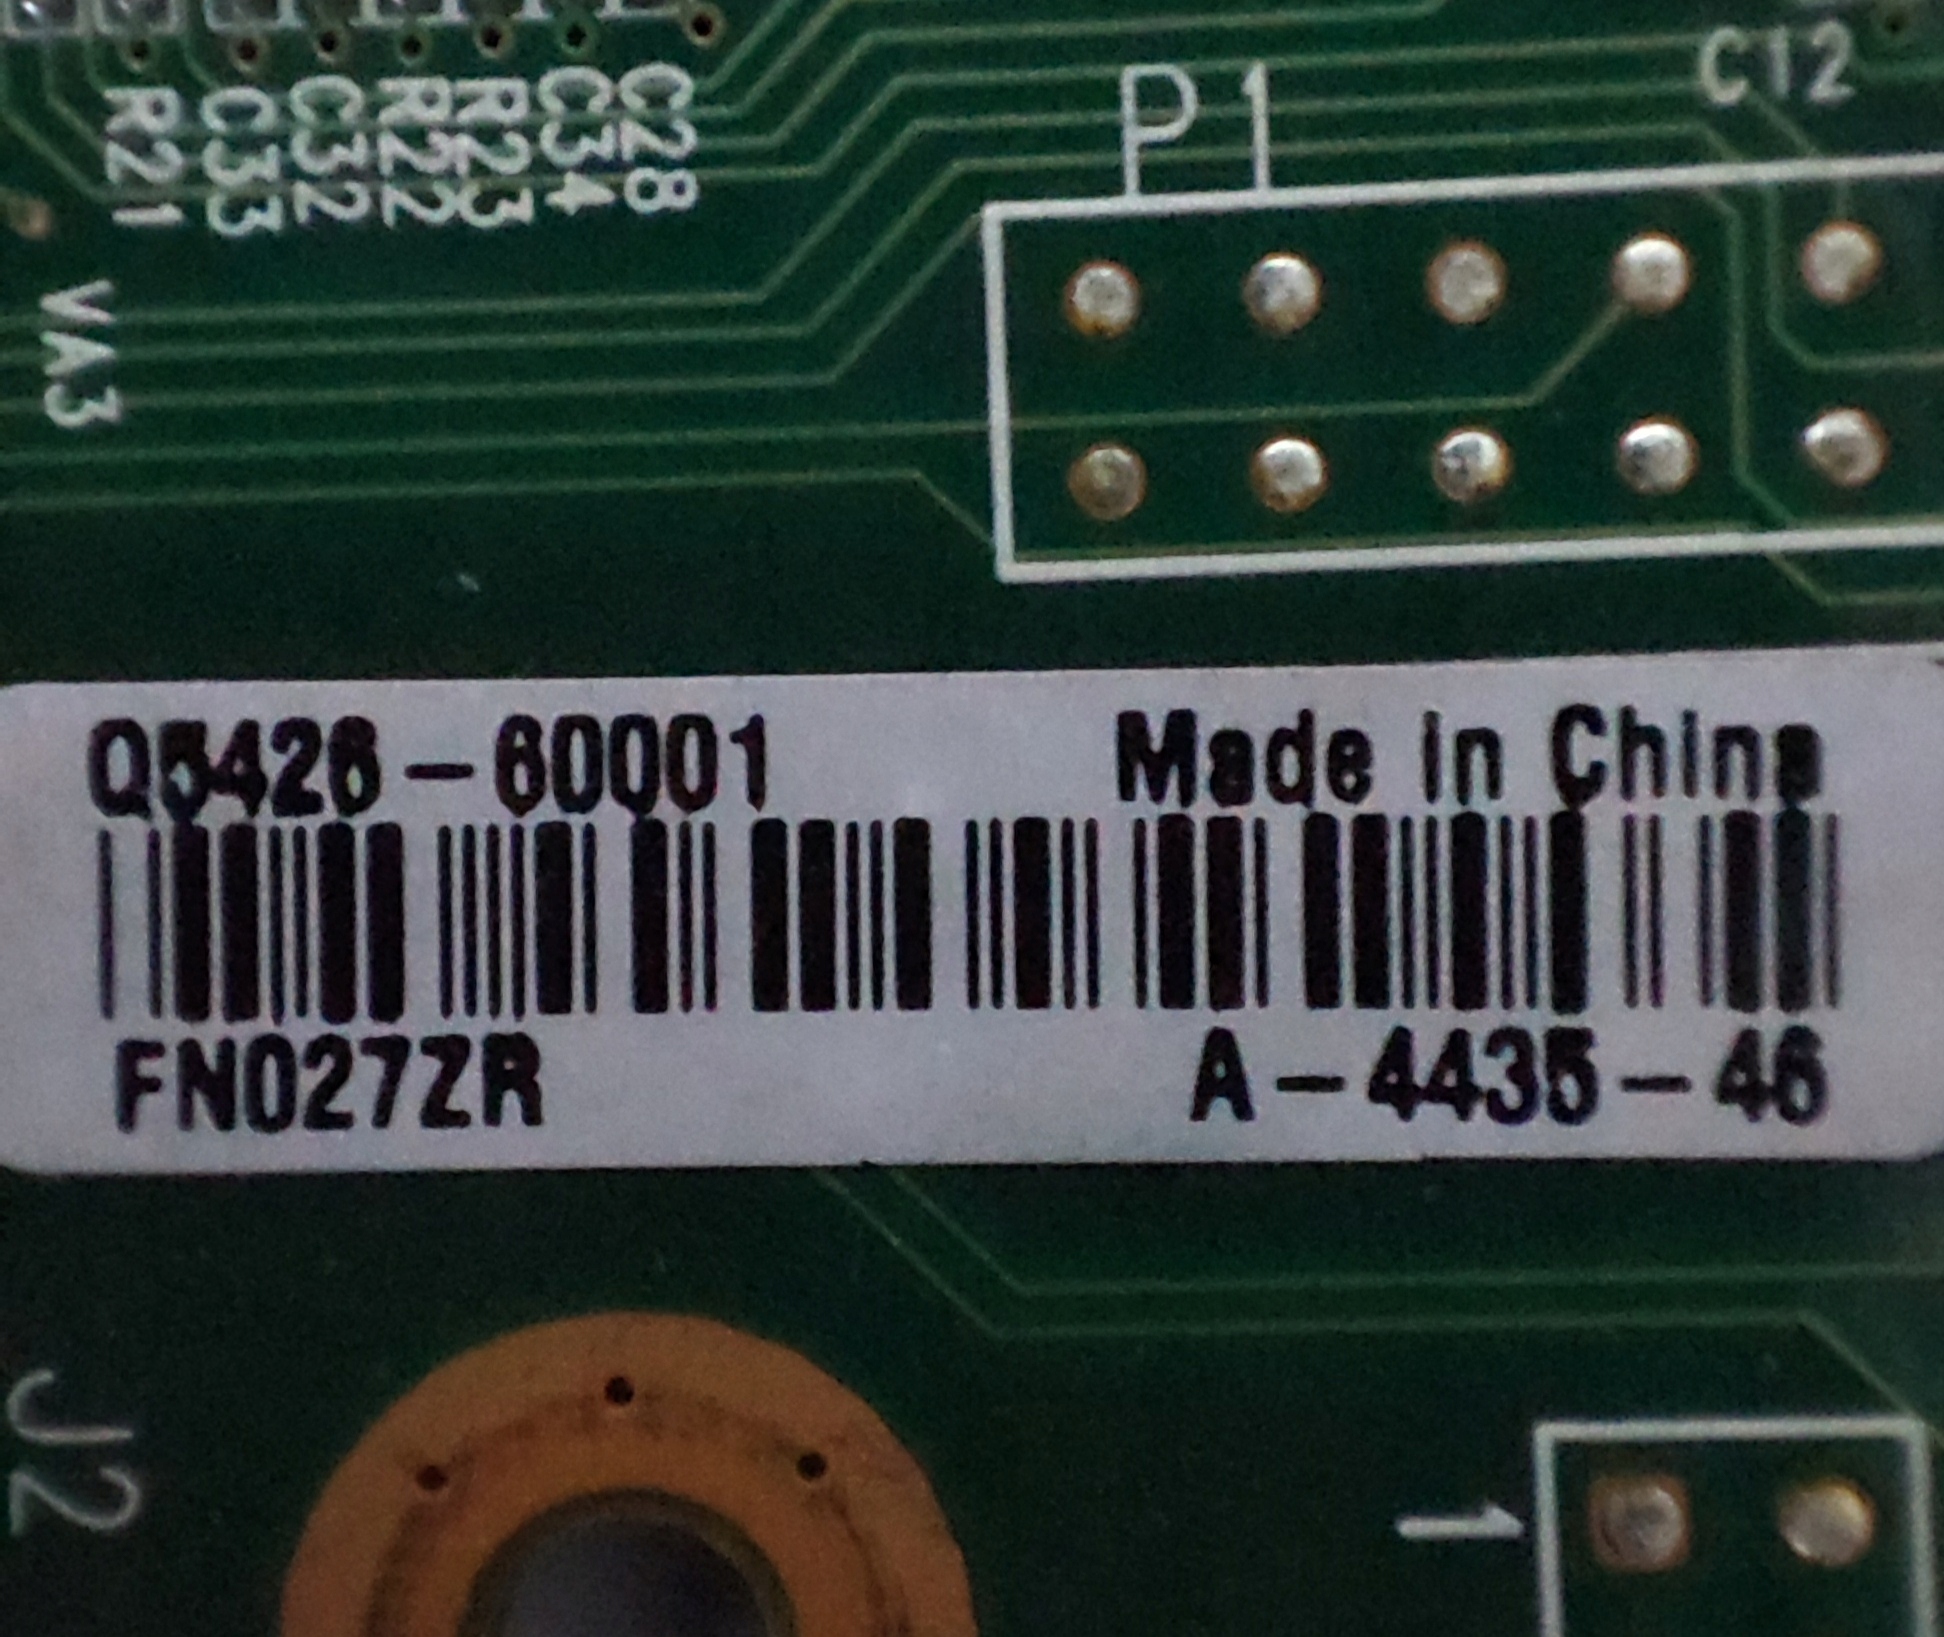 R21
C33
C32
R22
R23
C34
C28
P1
C12
VA3
Q5426-60001
Made in China
FN027ZR
A-4435-46
J2
1